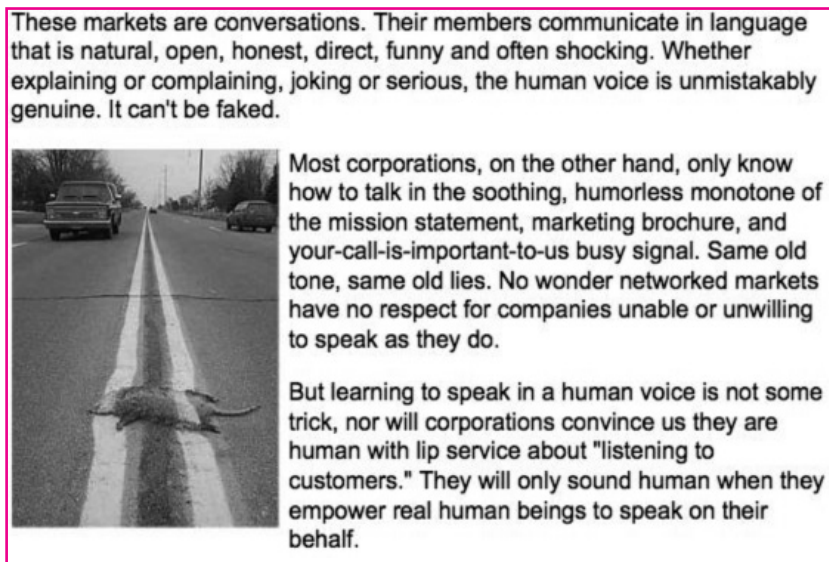 These markets are conversations. Their members communicate in language
that is natural, open, honest, direct, funny and often shocking. Whether
explaining or complaining, joking or serious, the human voice is unmistakably
genuine. It can't be faked.
Most corporations, on the other hand, only know
how to talk in the soothing, humorless monotone of
the mission statement, marketing brochure, and
your-call-is-important-to-us busy signal. Same old
tone, same old lies. No wonder networked markets
have no respect for companies unable or unwilling
to speak as they do.
But learning to speak in a human voice is not some
trick, nor will corporations convince us they are
human with lip service about "listening to
customers." They will only sound human when they
empower real human beings to speak on their
behalf.